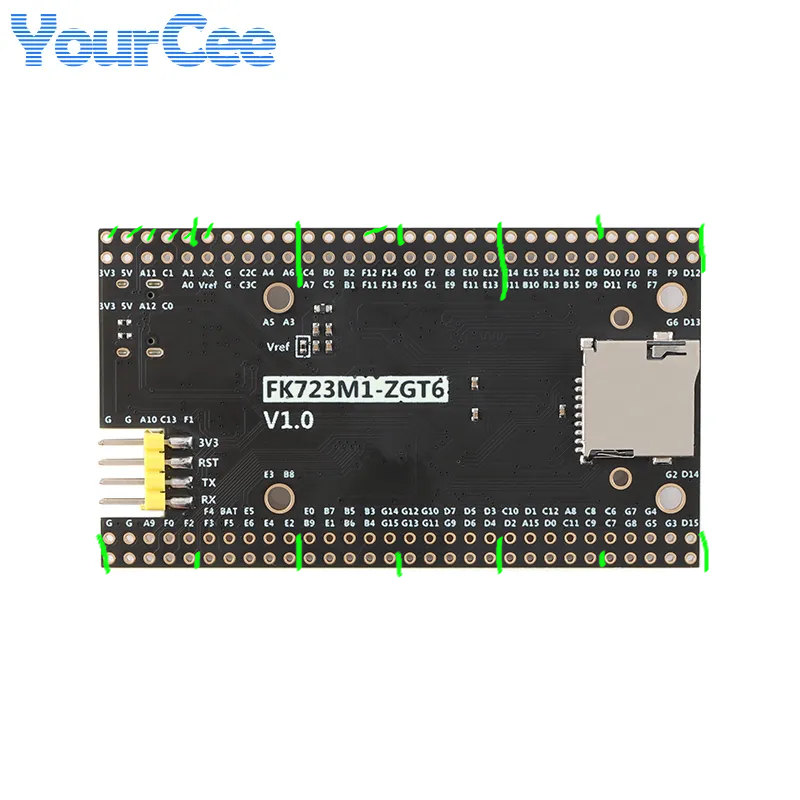 YourCee
3V3 5V A11 C1 A1 A2 G C2C A4 A6 C4 B0 B2 F12 F14 G0 E7 E8 E10 E12 E14 E15 B14 B12 D8 D10 F10 F8 F9 D12
A0 Vref G C3C A7 C5 B1 F11 F13 F15 G1 E9 E11 E13 B11 B10 B13 B15 D9 D11 F6 F7
3V3 5V A12 C0 A5 A3 G6 D13
Vref
FK723M1-ZGT6
V1.0
G G A10 C13 F1
3V3
RST
TX
RX
E3 B8 G2 D14
F4 BAT E5 E0 B7 B5 B3 G14 G12 G10 D7 D5 D3 C10 D1 C12 A8 C8 C6 G7 G4
G G A9 F0 F2 F3 F5 E6 E4 E2 B9 E1 B6 B4 G15 G13 G11 G9 D6 D4 D2 A15 D0 C11 C9 C7 G8 G5 G3 D15